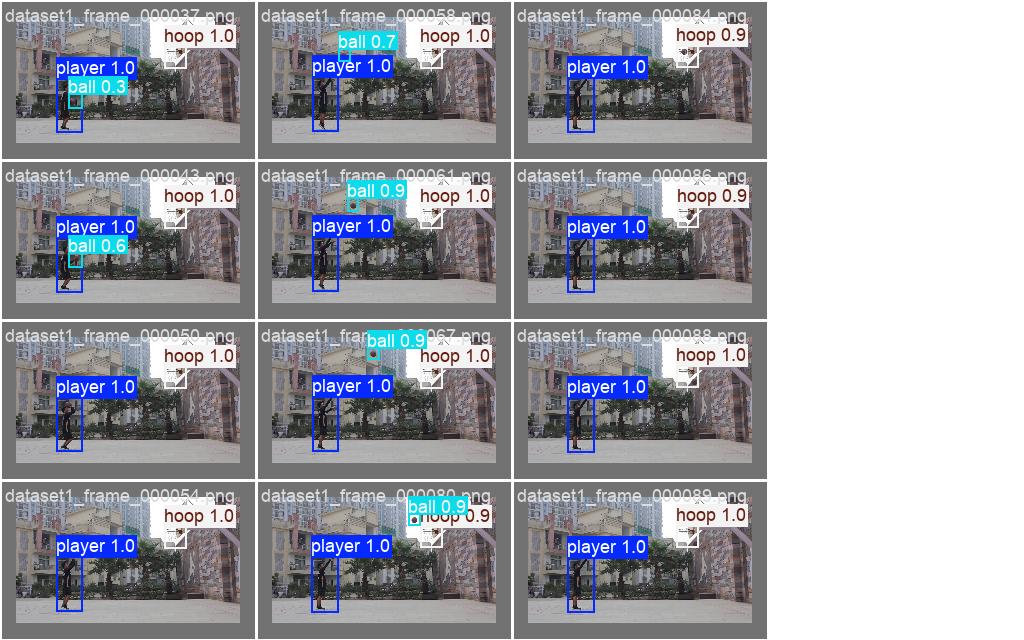 dataset1_frame_000037.png
hoop 1.0
player 1.0
ball 0.3
dataset1_frame_000058.png
ball 0.7
hoop 1.0
player 1.0
dataset1_frame_000084.png
hoop 0.9
player 1.0
dataset1_frame_000043.png
hoop 1.0
player 1.0
ball 0.6
dataset1_frame_000061.png
ball 0.9
hoop 1.0
player 1.0
dataset1_frame_000086.png
hoop 0.9
player 1.0
dataset1_frame_000050.png
hoop 1.0
player 1.0
dataset1_frame_000067.png
ball 0.9
hoop 1.0
player 1.0
dataset1_frame_000088.png
hoop 1.0
player 1.0
dataset1_frame_000054.png
hoop 1.0
player 1.0
dataset1_frame_000080.png
ball 0.9
hoop 0.9
player 1.0
dataset1_frame_000089.png
hoop 1.0
player 1.0